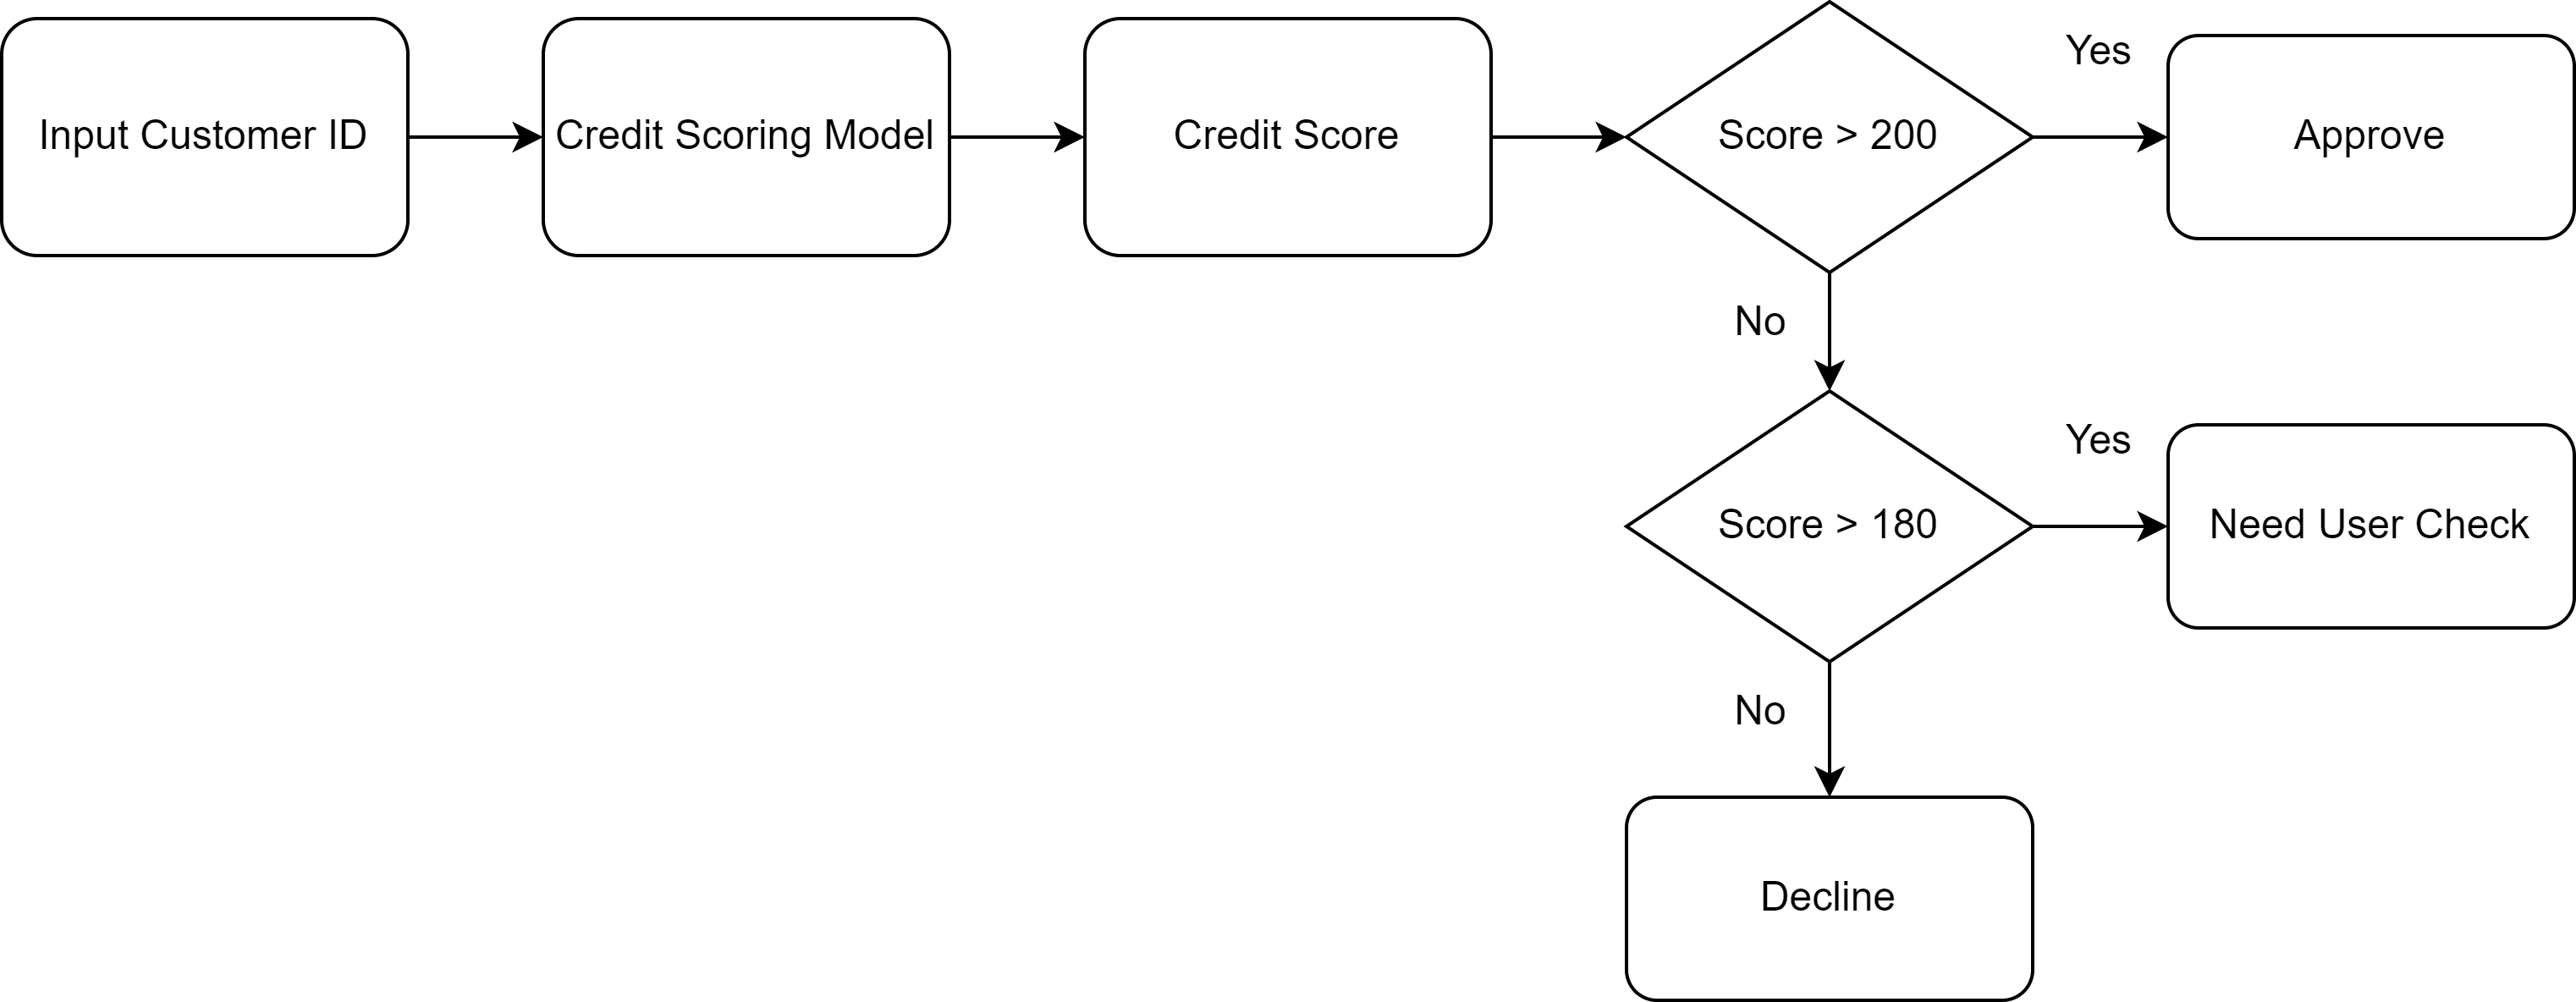 Input Customer ID
Credit Scoring Model
Credit Score
Score > 200
Yes
Approve
No
Score > 180
Yes
Need User Check
No
Decline